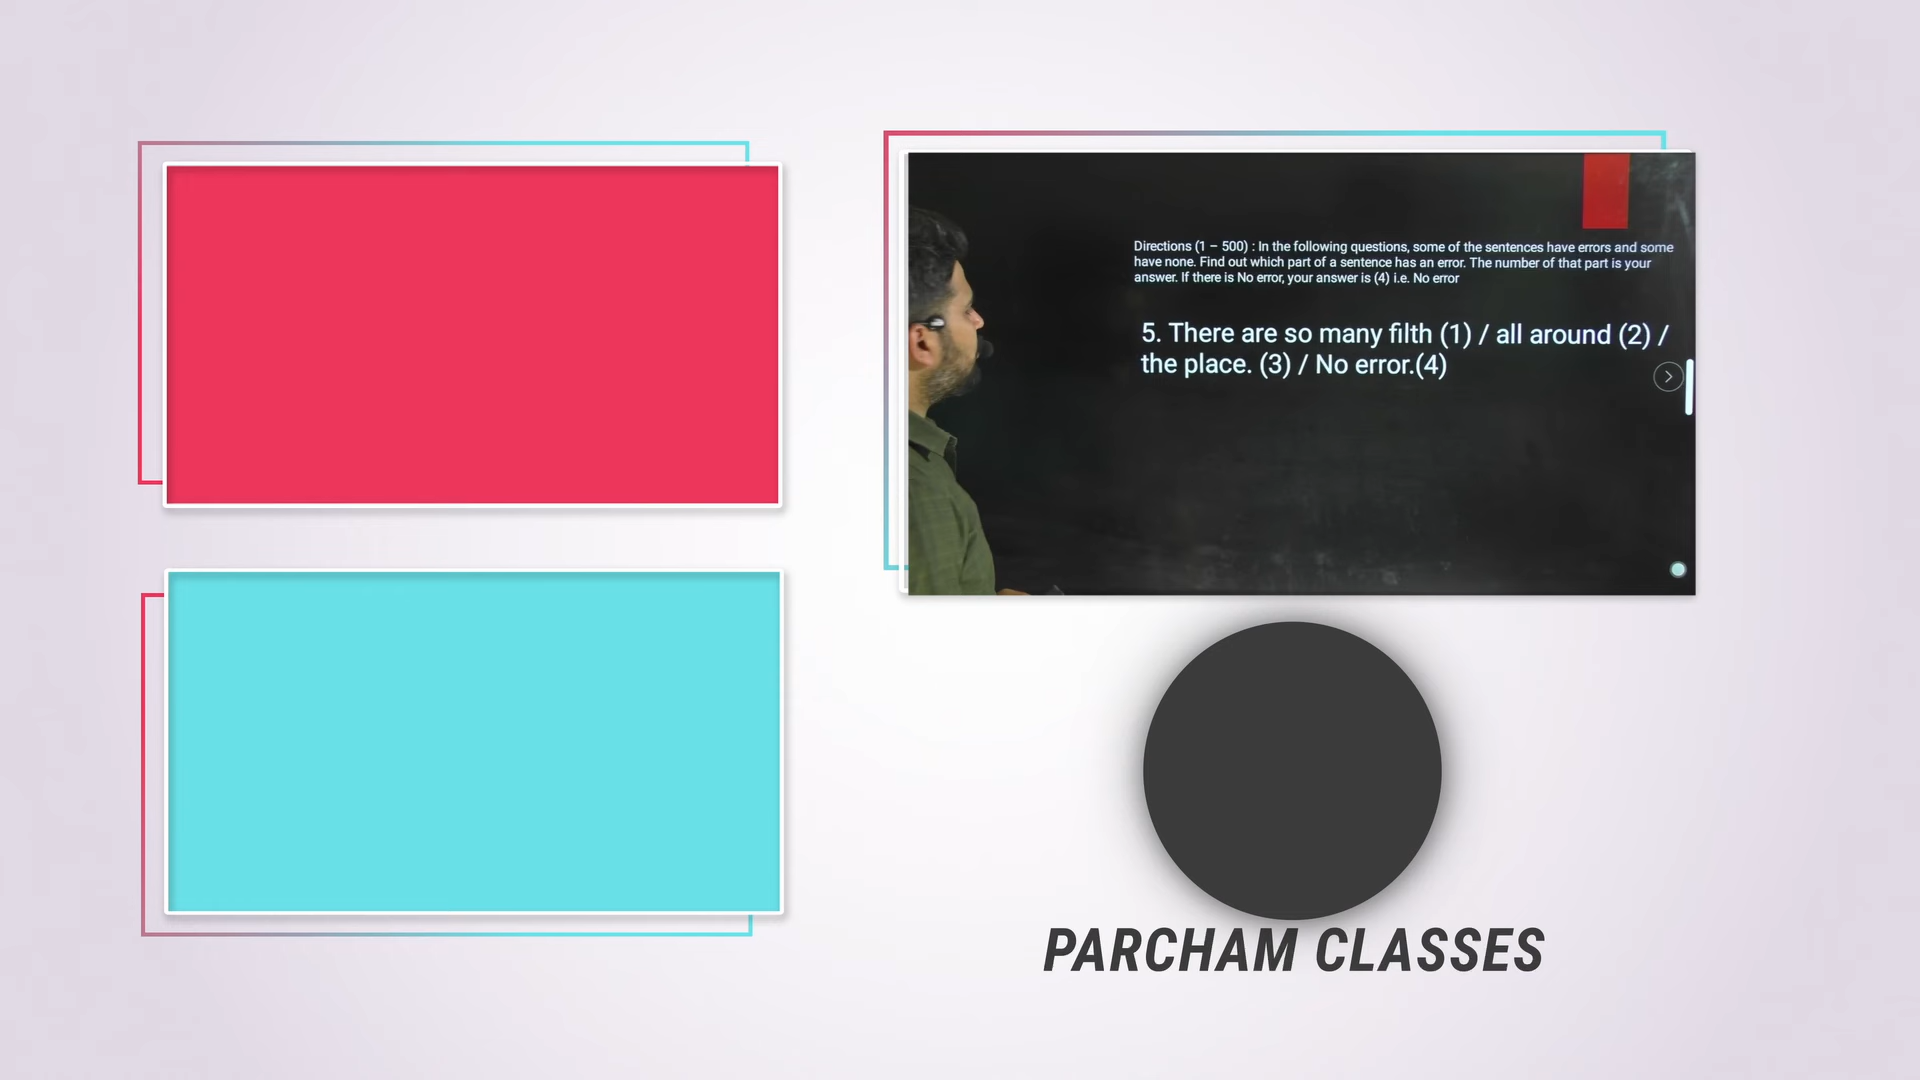 Directions (1 – 500) : In the following questions, some of the sentences have errors and some
have none. Find out which part of a sentence has an error. The number of that part is your
answer. If there is No error, your answer is (4) i.e. No error
5. There are so many filth (1) / all around (2) /
the place. (3) / No error.(4)
PARCHAM CLASSES